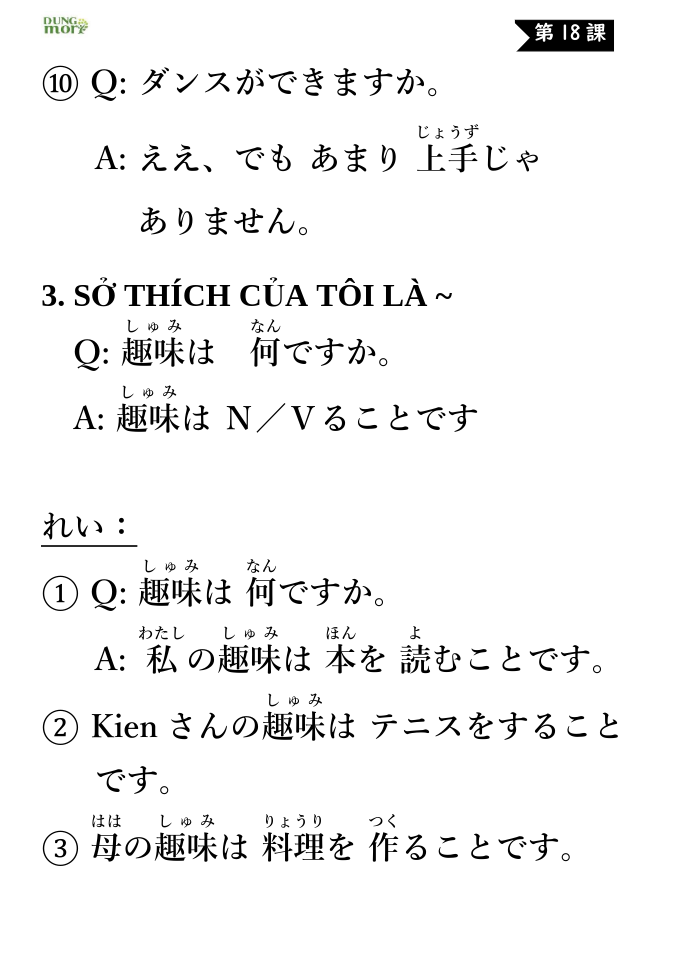 DUNG
mori
第18課
⑩ Q: ダンスができますか。
じょうず
A: ええ、でも あまり 上手じゃ
ありません。
3. SỞ THÍCH CỦA TÔI LÀ ~
しゅみ なん
Q: 趣味は 何ですか。
しゅみ
A: 趣味は N／Vることです
れい：
しゅみ なん
① Q: 趣味は 何ですか。
わたし しゅみ ほん よ
A: 私の趣味は 本を 読むことです。
しゅみ
② Kien さんの趣味は テニスをすること
です。
はは しゅみ りょうり つく
③ 母の趣味は 料理を 作ることです。